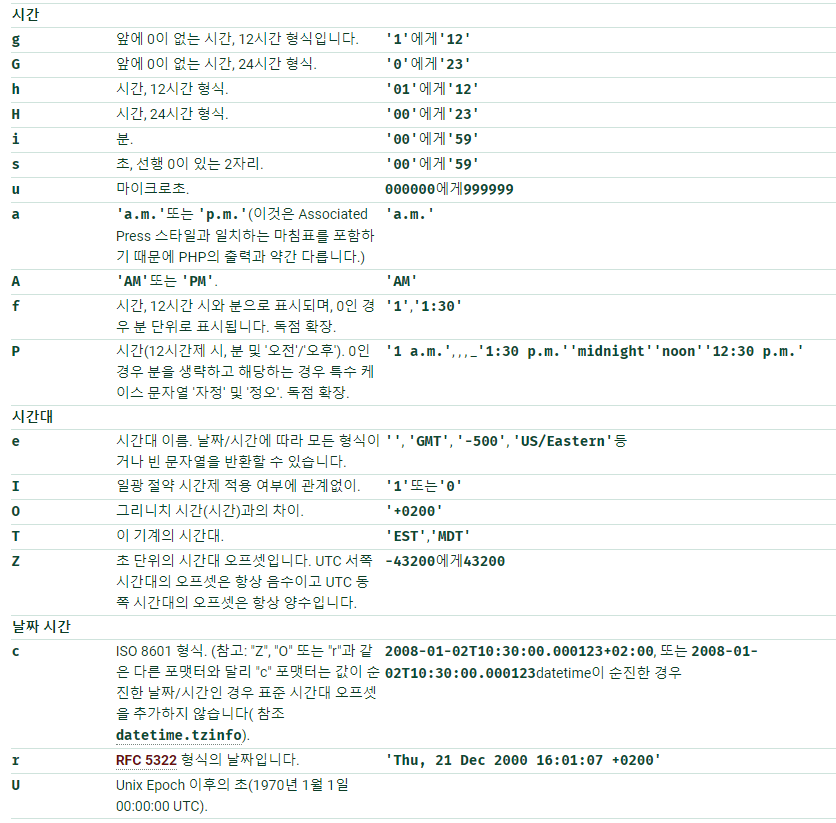 시간
g 앞에 0이 없는 시간, 12시간 형식입니다. '1'에게'12'
G 앞에 0이 없는 시간, 24시간 형식. '0'에게'23'
h 시간, 12시간 형식. '01'에게'12'
H 시간, 24시간 형식. '00'에게'23'
i 분. '00'에게'59'
s 초, 선행 0이 있는 2자리. '00'에게'59'
u 마이크로초. 000000에게999999
a 'a.m.'또는 'p.m.'(이것은 Associated 'a.m.'
Press 스타일과 일치하는 마침표를 포함하
기 때문에 PHP의 출력과 약간 다릅니다.)
A 'AM'또는 'PM'. 'AM'
f 시간, 12시간 시와 분으로 표시되며, 0인 경 '1','1:30'
우 분 단위로 표시됩니다. 독점 확장.
P 시간(12시간제 시, 분 및 '오전'/'오후'). 0인 '1 a.m.',,,_'1:30 p.m.''midnight''noon''12:30 p.m.'
경우 분을 생략하고 해당하는 경우 특수 케
이스 문자열 '자정' 및 '정오'. 독점 확장.
시간대
e 시간대 이름. 날짜/시간에 따라 모든 형식이 '', 'GMT', '-500', 'US/Eastern'등
거나 빈 문자열을 반환할 수 있습니다.
I 일광 절약 시간제 적용 여부에 관계없이. '1'또는'0'
O 그리니치 시간(시간)과의 차이. '+0200'
T 이 기계의 시간대. 'EST','MDT'
Z 초 단위의 시간대 오프셋입니다. UTC 서쪽 -43200에게43200
시간대의 오프셋은 항상 음수이고 UTC 동
쪽 시간대의 오프셋은 항상 양수입니다.
날짜 시간
c ISO 8601 형식. (참고: "Z", "O" 또는 "r"과 같 2008-01-02T10:30:00.000123+02:00, 또는 2008-01-
은 다른 포맷터와 달리 "c" 포맷터는 값이 순 02T10:30:00.000123datetime이 순진한 경우
진한 날짜/시간인 경우 표준 시간대 오프셋
을 추가하지 않습니다( 참조
datetime.tzinfo).
r RFC 5322 형식의 날짜입니다. 'Thu, 21 Dec 2000 16:01:07 +0200'
U Unix Epoch 이후의 초(1970년 1월 1일
00:00:00 UTC).